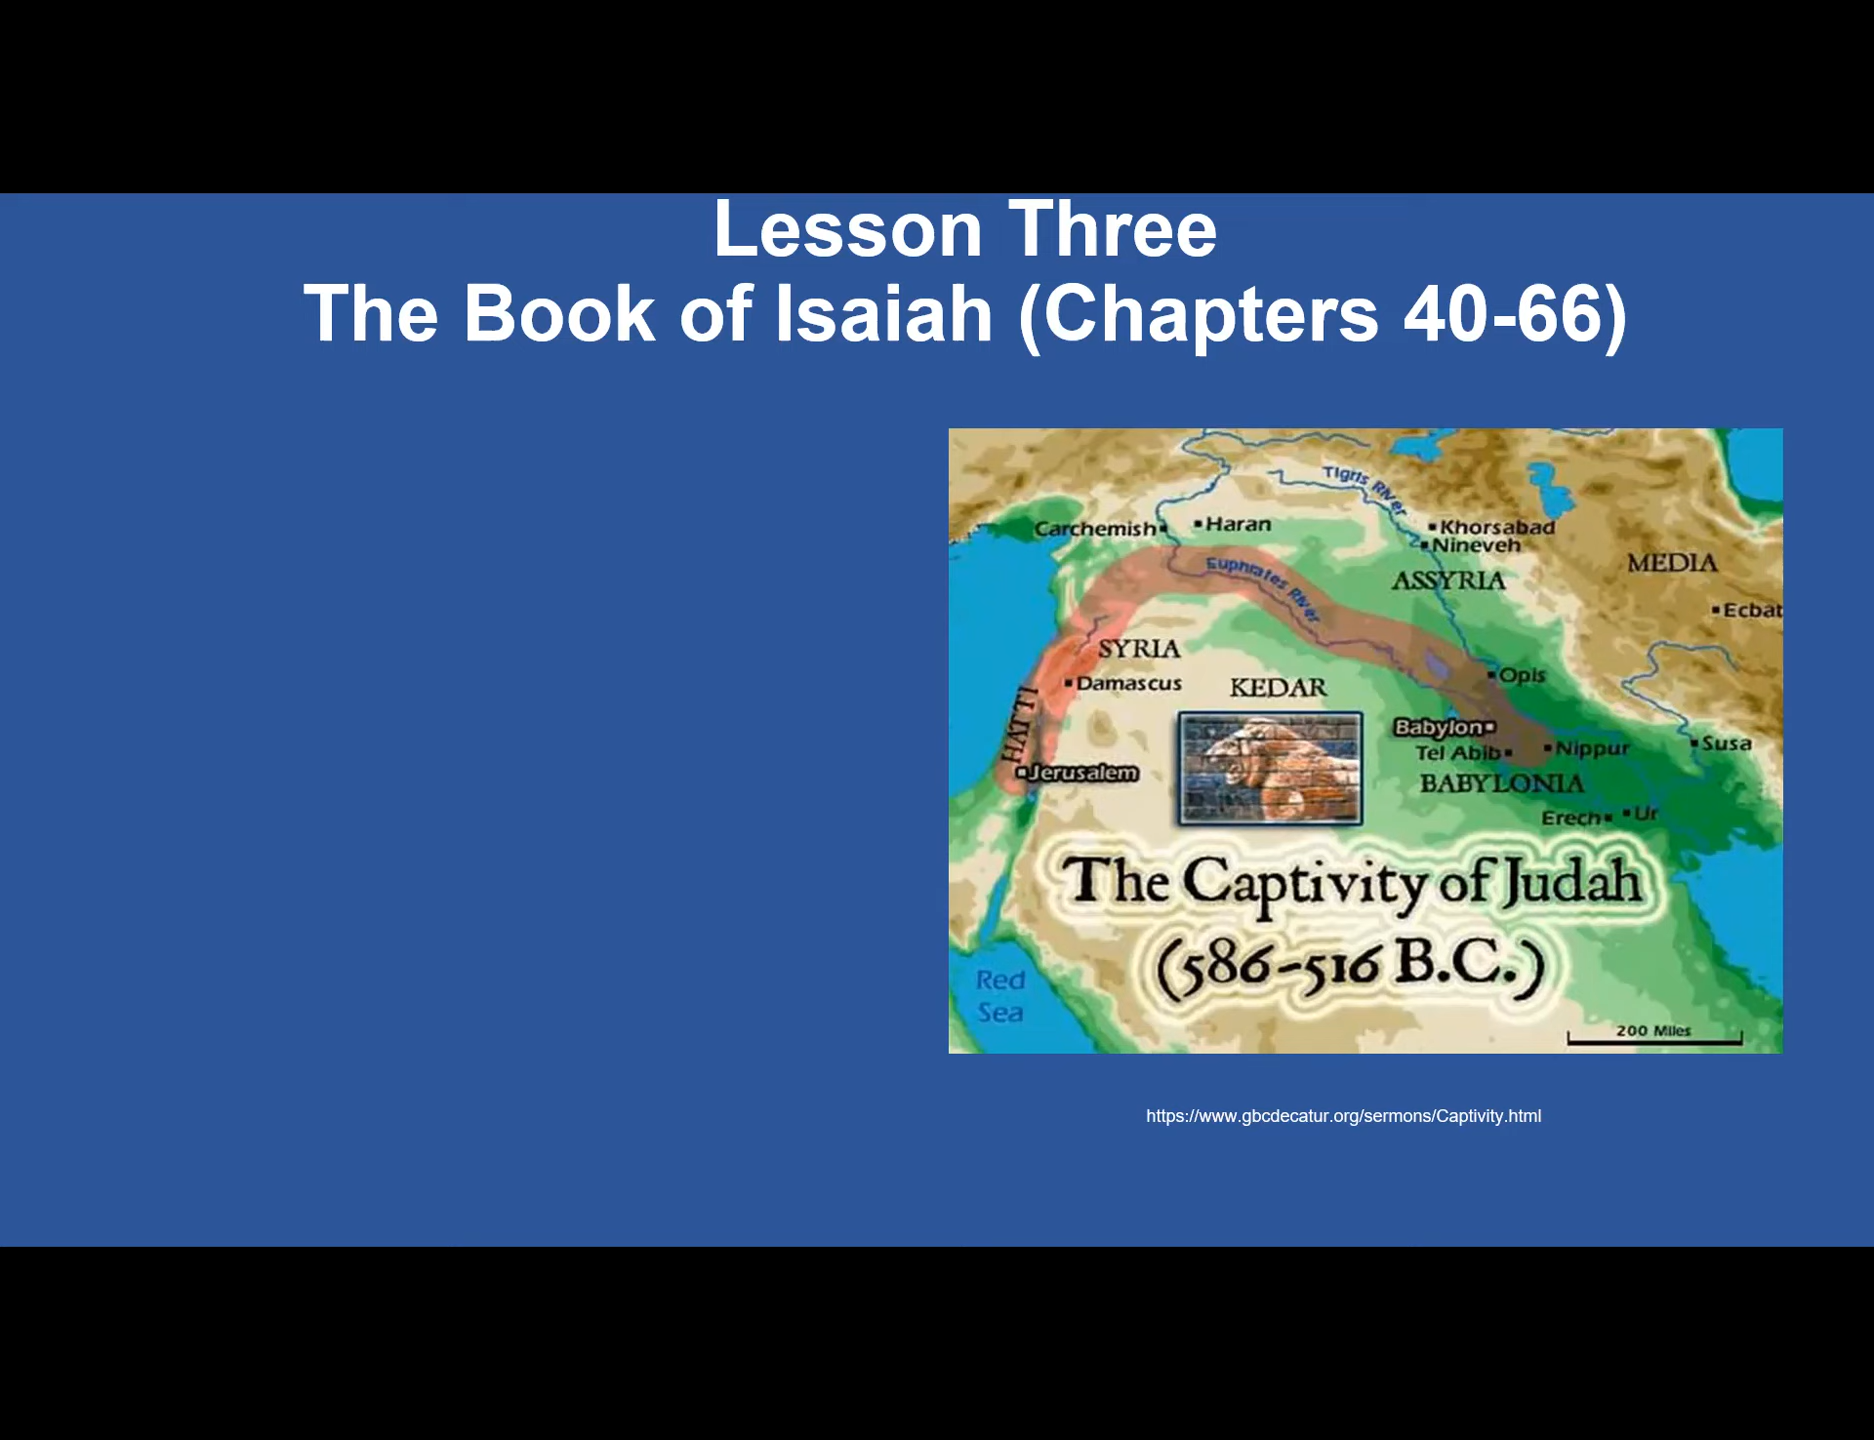 Lesson Three
The Book of Isaiah (Chapters 40-66)
Tigris River
Carchemish
Haran
Khorsabad
Nineveh
MEDIA
Euphrates River
ASSYRIA
Ecbat
SYRIA
Damascus
KEDAR
Opis
HATTI
Babylon
Tel Abib
Nippur
Susa
Jerusalem
BABYLONIA
Erech
Ur
The Captivity of Judah
(586-516 B.C.)
Red
Sea
200 Miles
https://www.gbcdecatur.org/sermons/Captivity.html